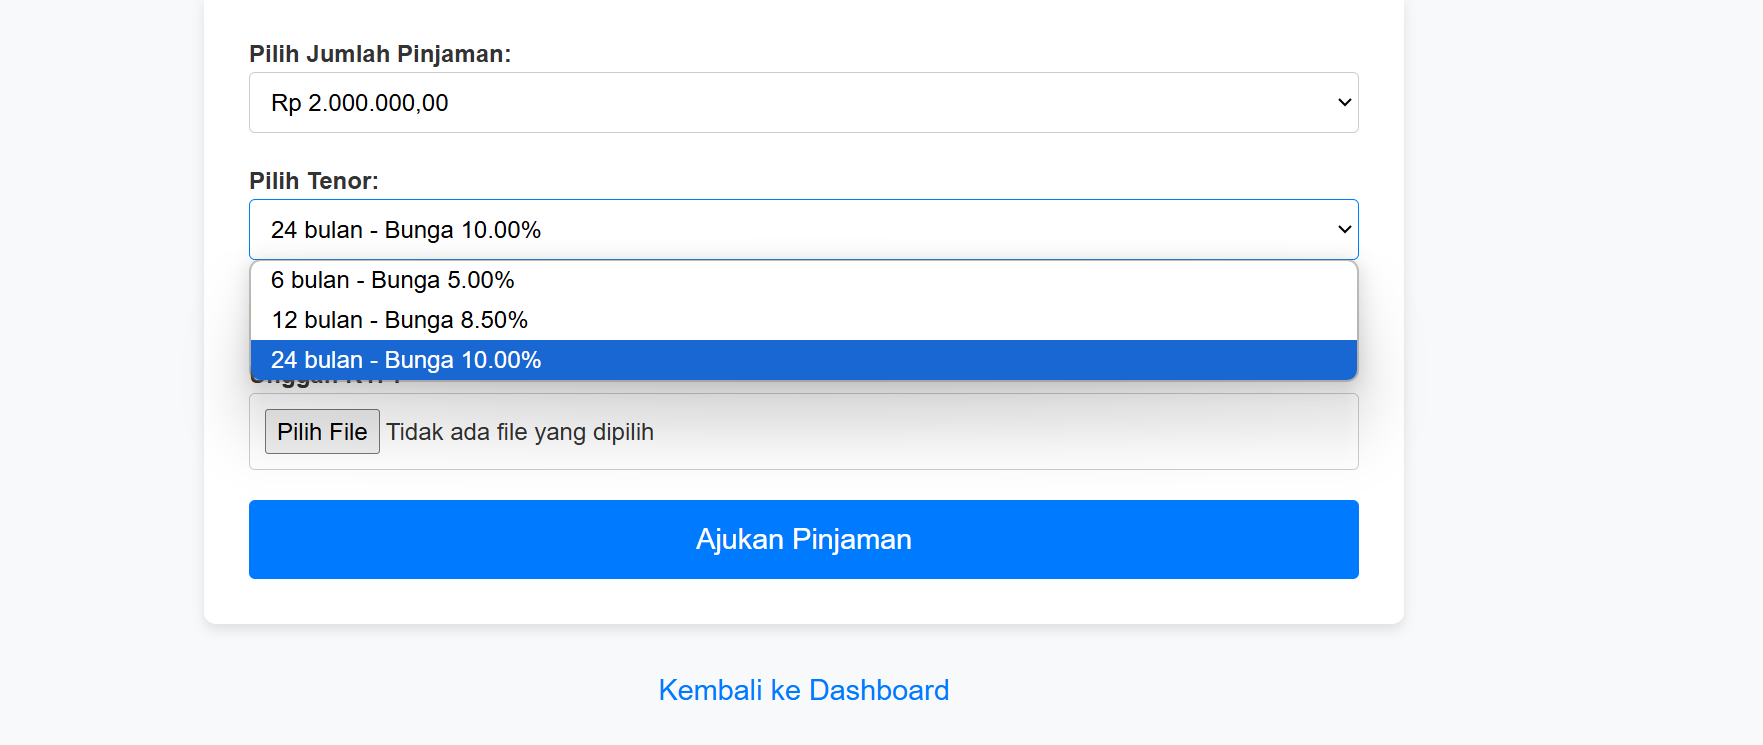 Pilih Jumlah Pinjaman:
Rp 2.000.000,00
Pilih Tenor:
24 bulan - Bunga 10.00%
6 bulan - Bunga 5.00%
12 bulan - Bunga 8.50%
24 bulan - Bunga 10.00%
Pilih File Tidak ada file yang dipilih
Ajukan Pinjaman
Kembali ke Dashboard